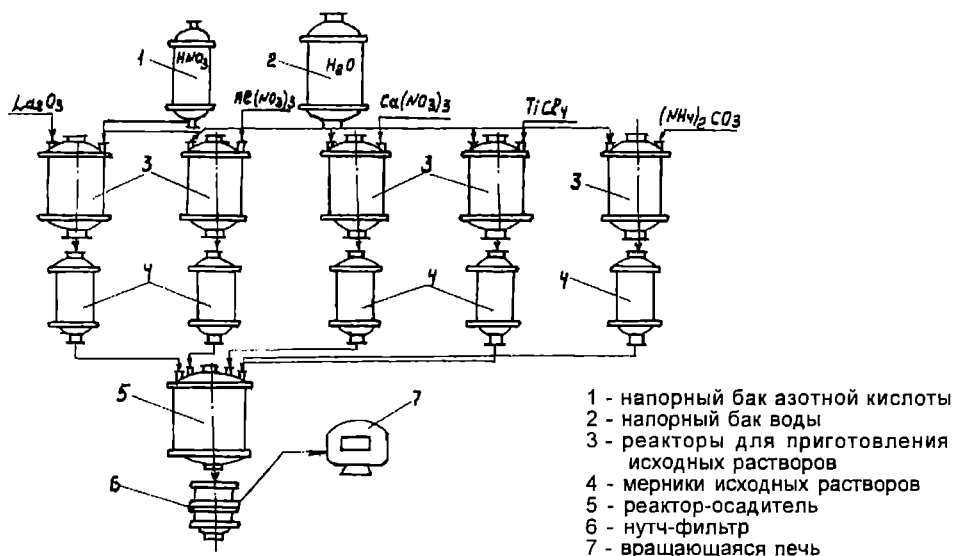 HNO3
H2O
1
2
La2O3
Al(NO3)3
Ca(NO3)3
TiCl4
(NH4)2CO3
3
3
3
4
4
4
5
6
7
1 - напорный бак азотной кислоты
2 - напорный бак воды
3 - реакторы для приготовления
исходных растворов
4 - мерники исходных растворов
5 - реактор-осадитель
6 - нутч-фильтр
7 - вращающаяся печь